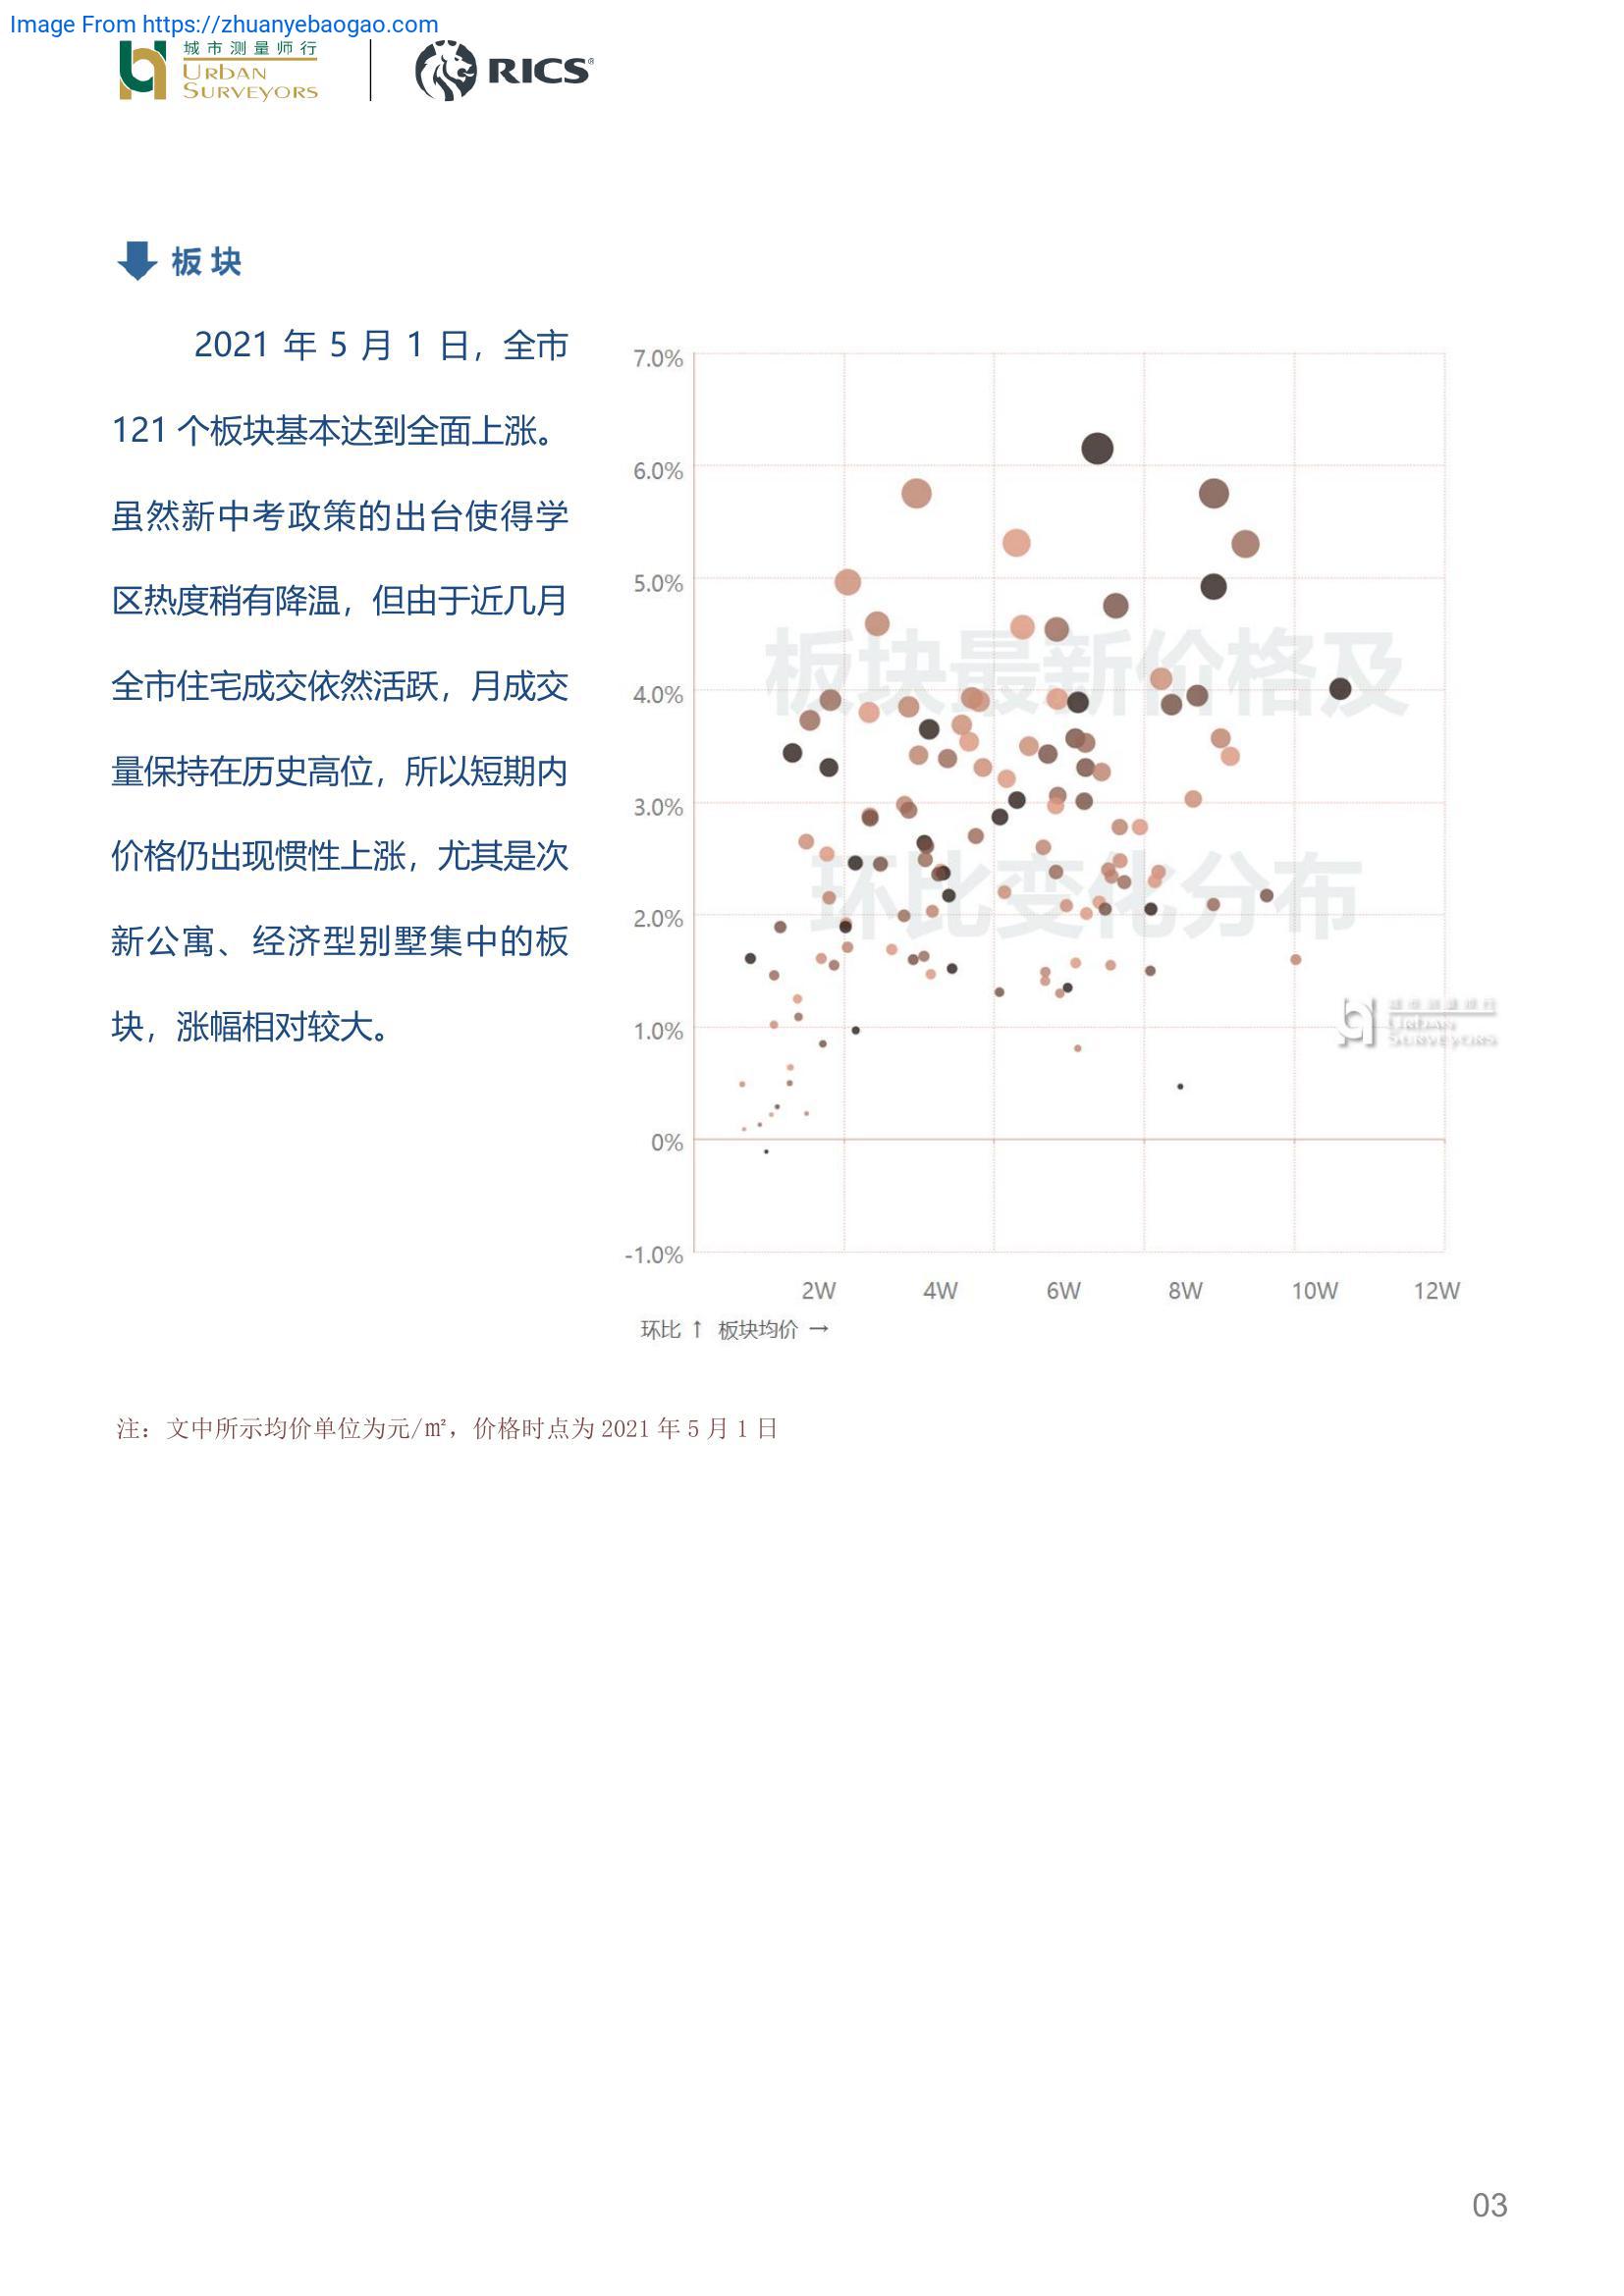 Image From https://zhuanyebaogao.com
城市测量师行
URBAN
SURVEYORS
RICS®
板块
2021 年 5 月 1 日，全市
121 个板块基本达到全面上涨。
虽然新中考政策的出台使得学
区热度稍有降温，但由于近几月
全市住宅成交依然活跃，月成交
量保持在历史高位，所以短期内
价格仍出现惯性上涨，尤其是次
新公寓、经济型别墅集中的板
块，涨幅相对较大。
7.0%
6.0%
5.0%
4.0%
3.0%
2.0%
1.0%
0%
-1.0%
板块最新价格及
环比变化分布
城市测量师行
URBAN
SURVEYORS
2W 4W 6W 8W 10W 12W
环比 ↑ 板块均价 →
注：文中所示均价单位为元/㎡，价格时点为 2021 年 5 月 1 日
03